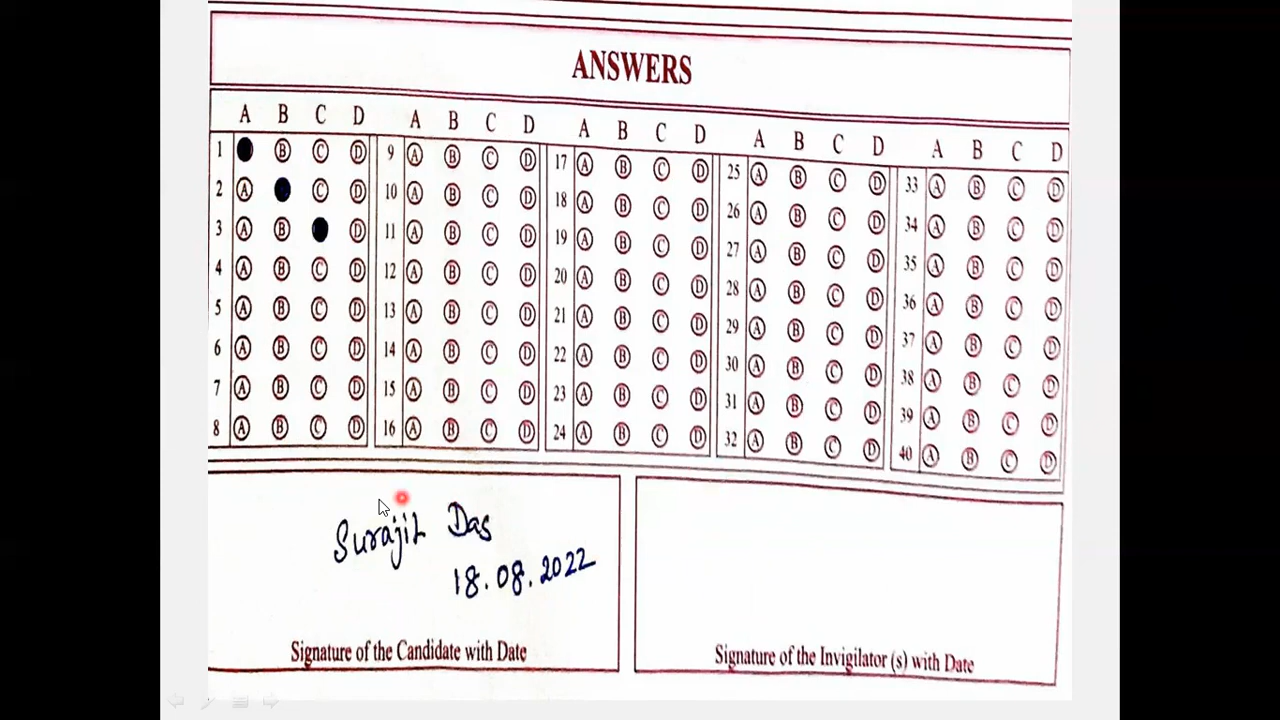 ANSWERS
A B C D A B C D A B C D A B C D A B C D
1 B C D 9 A B C D 17 A B C D 25 A B C D 33 A B C D
2 A C D 10 A B C D 18 A B C D 26 A B C D 34 A B C D
3 A B D 11 A B C D 19 A B C D 27 A B C D 35 A B C D
4 A B C D 12 A B C D 20 A B C D 28 A B C D 36 A B C D
5 A B C D 13 A B C D 21 A B C D 29 A B C D 37 A B C D
6 A B C D 14 A B C D 22 A B C D 30 A B C D 38 A B C D
7 A B C D 15 A B C D 23 A B C D 31 A B C D 39 A B C D
8 A B C D 16 A B C D 24 A B C D 32 A B C D 40 A B C D
Surajit Das
18.08.2022
Signature of the Candidate with Date
Signature of the Invigilator (s) with Date